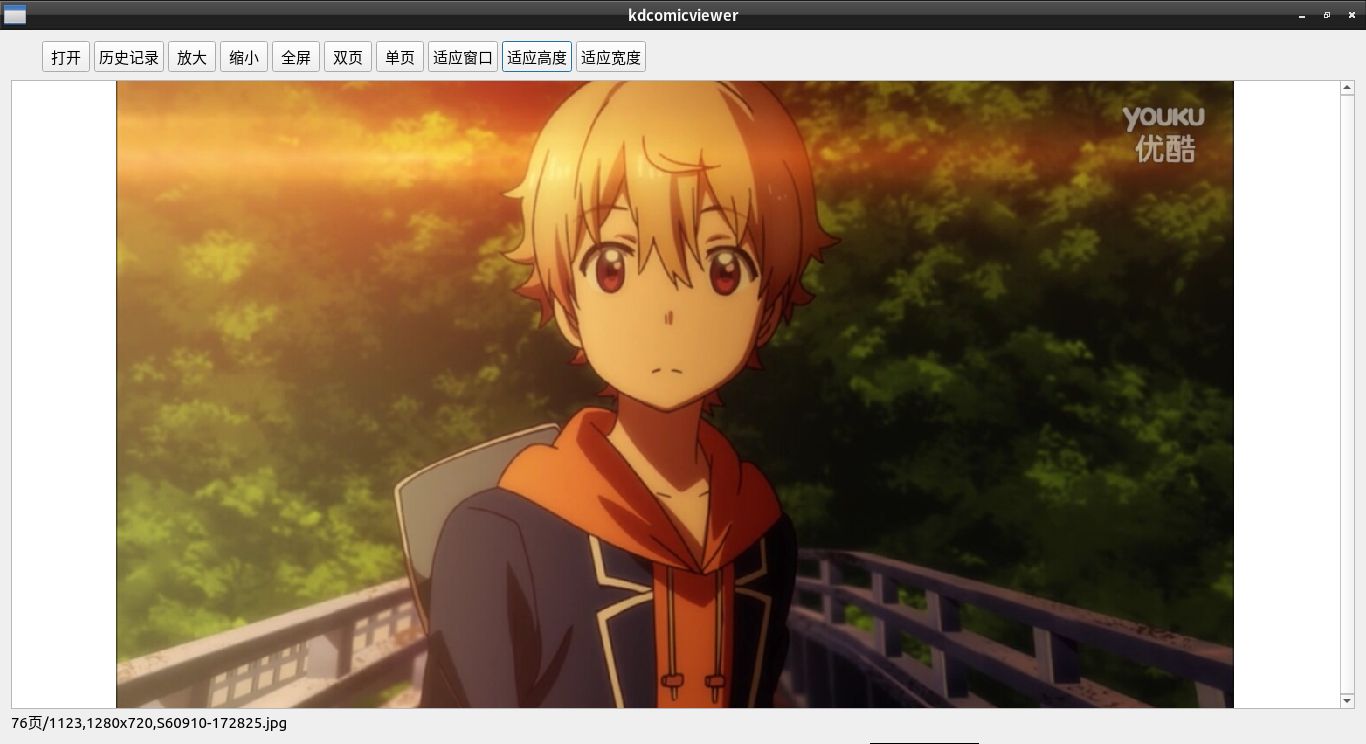 kdcomicviewer
打开 历史记录 放大 缩小 全屏 双页 单页 适应窗口 适应高度 适应宽度
YOUKU
优酷
76页/1123,1280x720,S60910-172825.jpg